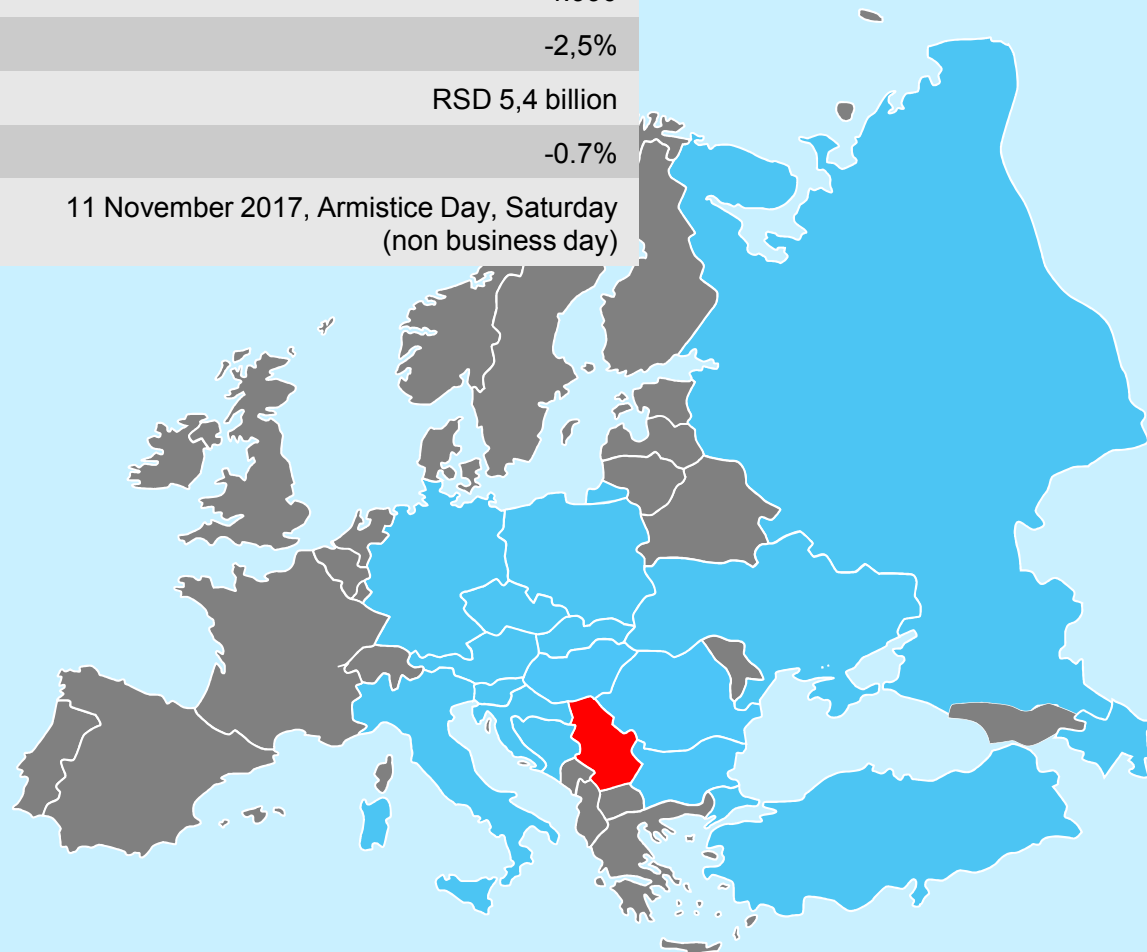 -2,5%
RSD 5,4 billion
-0.7%
11 November 2017, Armistice Day, Saturday
(non business day)